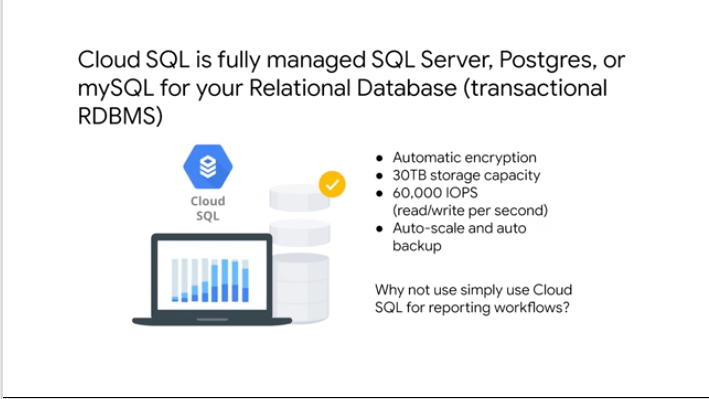 Cloud SQL is fully managed SQL Server, Postgres, or
mySQL for your Relational Database (transactional
RDBMS)
Cloud
SQL
● Automatic encryption
● 30TB storage capacity
● 60,000 IOPS
(read/write per second)
● Auto-scale and auto
backup
Why not use simply use Cloud
SQL for reporting workflows?